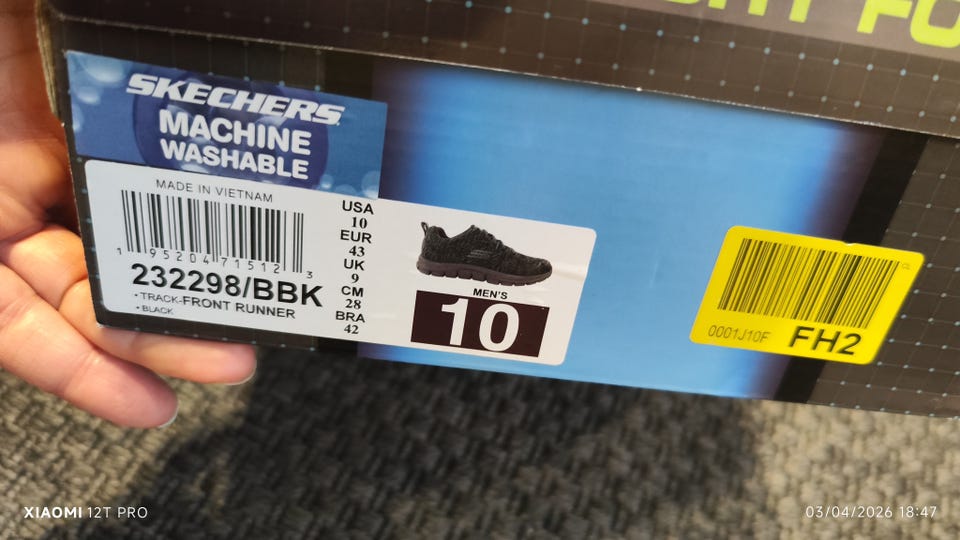 SKECHERS
MACHINE
WASHABLE
MADE IN VIETNAM
1 95204 71512 3
232298/BBK
• TRACK-FRONT RUNNER
• BLACK
USA
10
EUR
43
UK
9
CM
28
BRA
42
MEN'S
10
0001J10F FH2
XIAOMI 12T PRO
03/04/2026 18:47